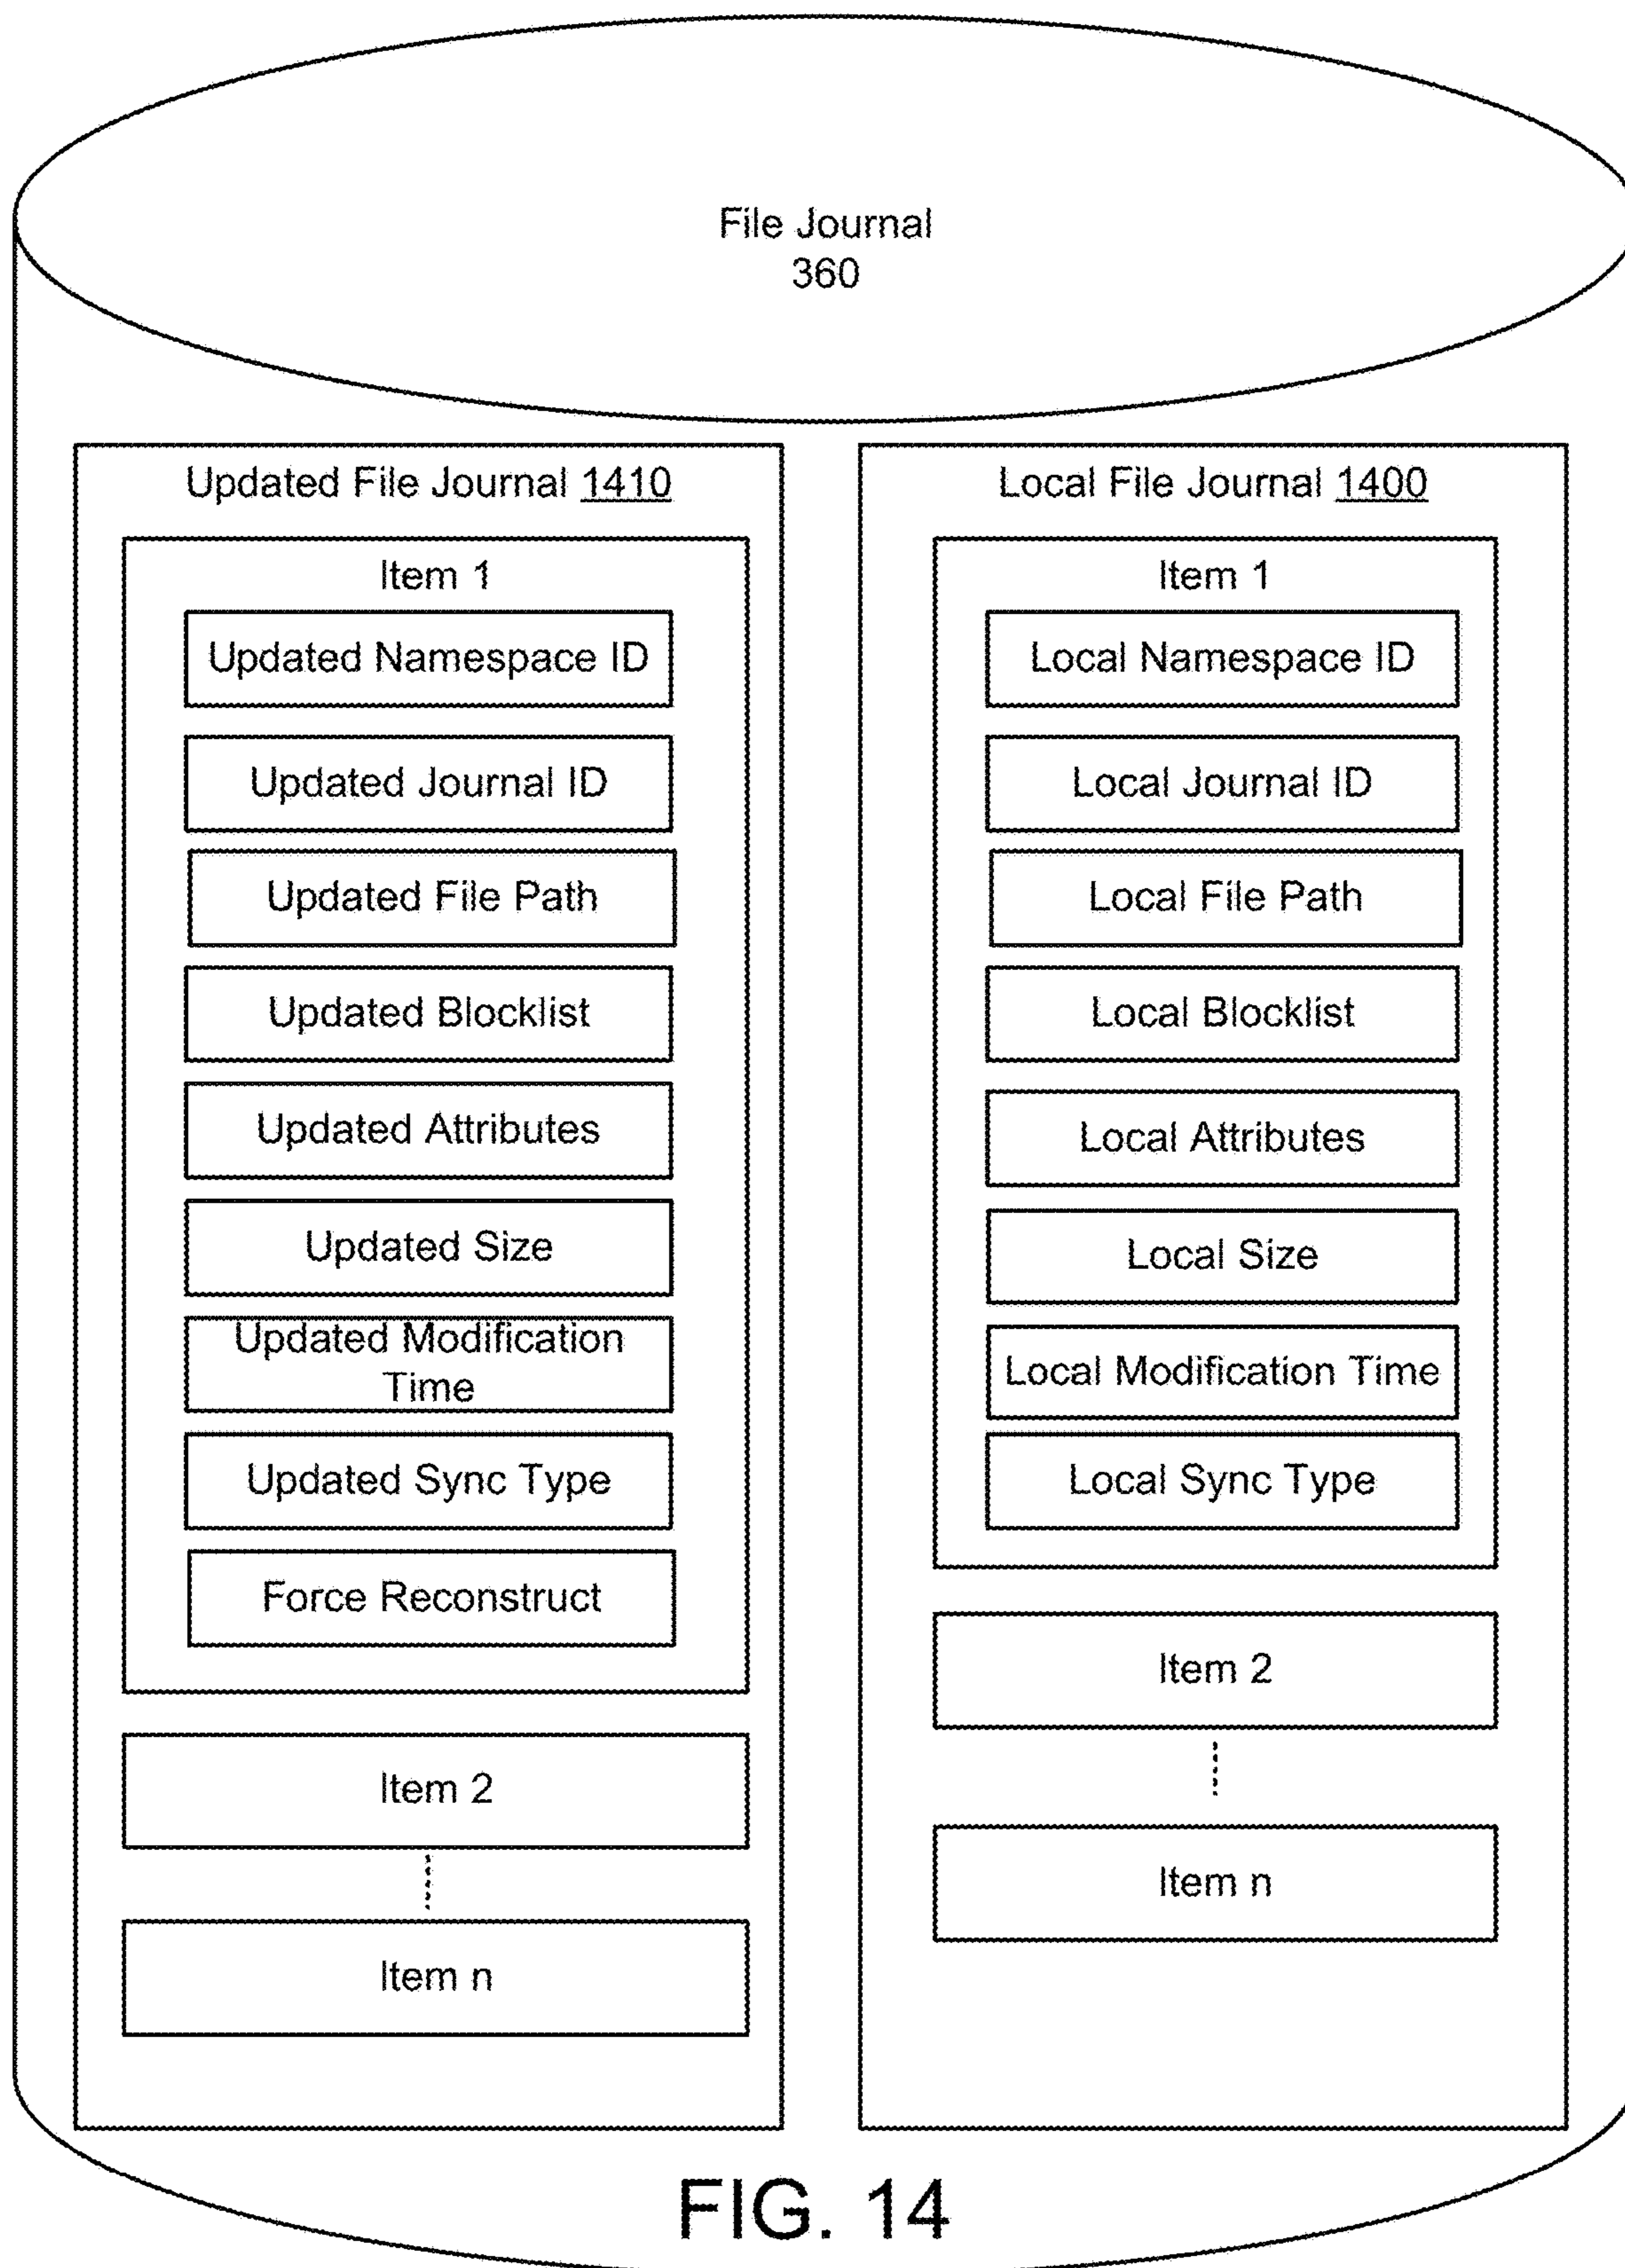 File Journal
360
Updated File Journal 1410
Item 1
Updated Namespace ID
Updated Journal ID
Updated File Path
Updated Blocklist
Updated Attributes
Updated Size
Updated Modification
Time
Updated Sync Type
Force Reconstruct
Item 2
Item n
Local File Journal 1400
Item 1
Local Namespace ID
Local Journal ID
Local File Path
Local Blocklist
Local Attributes
Local Size
Local Modification Time
Local Sync Type
Item 2
Item n
FIG. 14